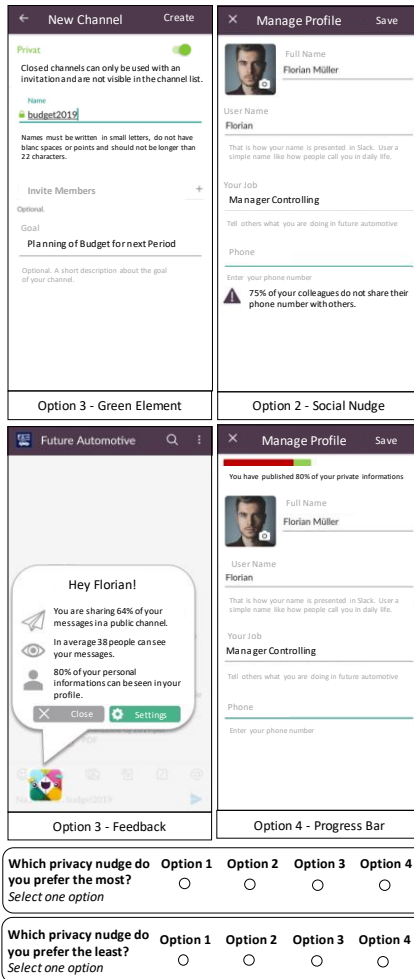 New Channel
Create
Privat
Closed channels can only be used with an
invitation and are not visible in the channel list.
Name
budget2019
Names must be written in small letters, do not have
blanc spaces or points and should not be longer than
22 characters.
Invite Members +
Optional.
Goal
Planning of Budget for next Period
Optional. A short description about the goal
of your channel.
Option 3 - Green Element
Manage Profile
Save
Full Name
Florian Müller
User Name
Florian
That is how your name is presented in Slack. User a
simple name like how people call you in daily life.
Your Job
Manager Controlling
Tell others what you are doing in future automotive
Phone
Enter your phone number
75% of your colleagues do not share their
phone number with others.
Option 2 - Social Nudge
Future Automotive
Hey Florian!
You are sharing 64% of your
messages in a public channel.
In average 38 people can see
your messages.
80% of your personal
informations can be seen in your
profile.
Close
Settings
PDF
budget2019
Option 3 - Feedback
Manage Profile
Save
You have published 80% of your private informations
Full Name
Florian Müller
User Name
Florian
That is how your name is presented in Slack. User a
simple name like how people call you in daily life.
Your Job
Manager Controlling
Tell others what you are doing in future automotive
Phone
Enter your phone number
Option 4 - Progress Bar
Which privacy nudge do Option 1 Option 2 Option 3 Option 4
you prefer the most?
Select one option
Which privacy nudge do Option 1 Option 2 Option 3 Option 4
you prefer the least?
Select one option